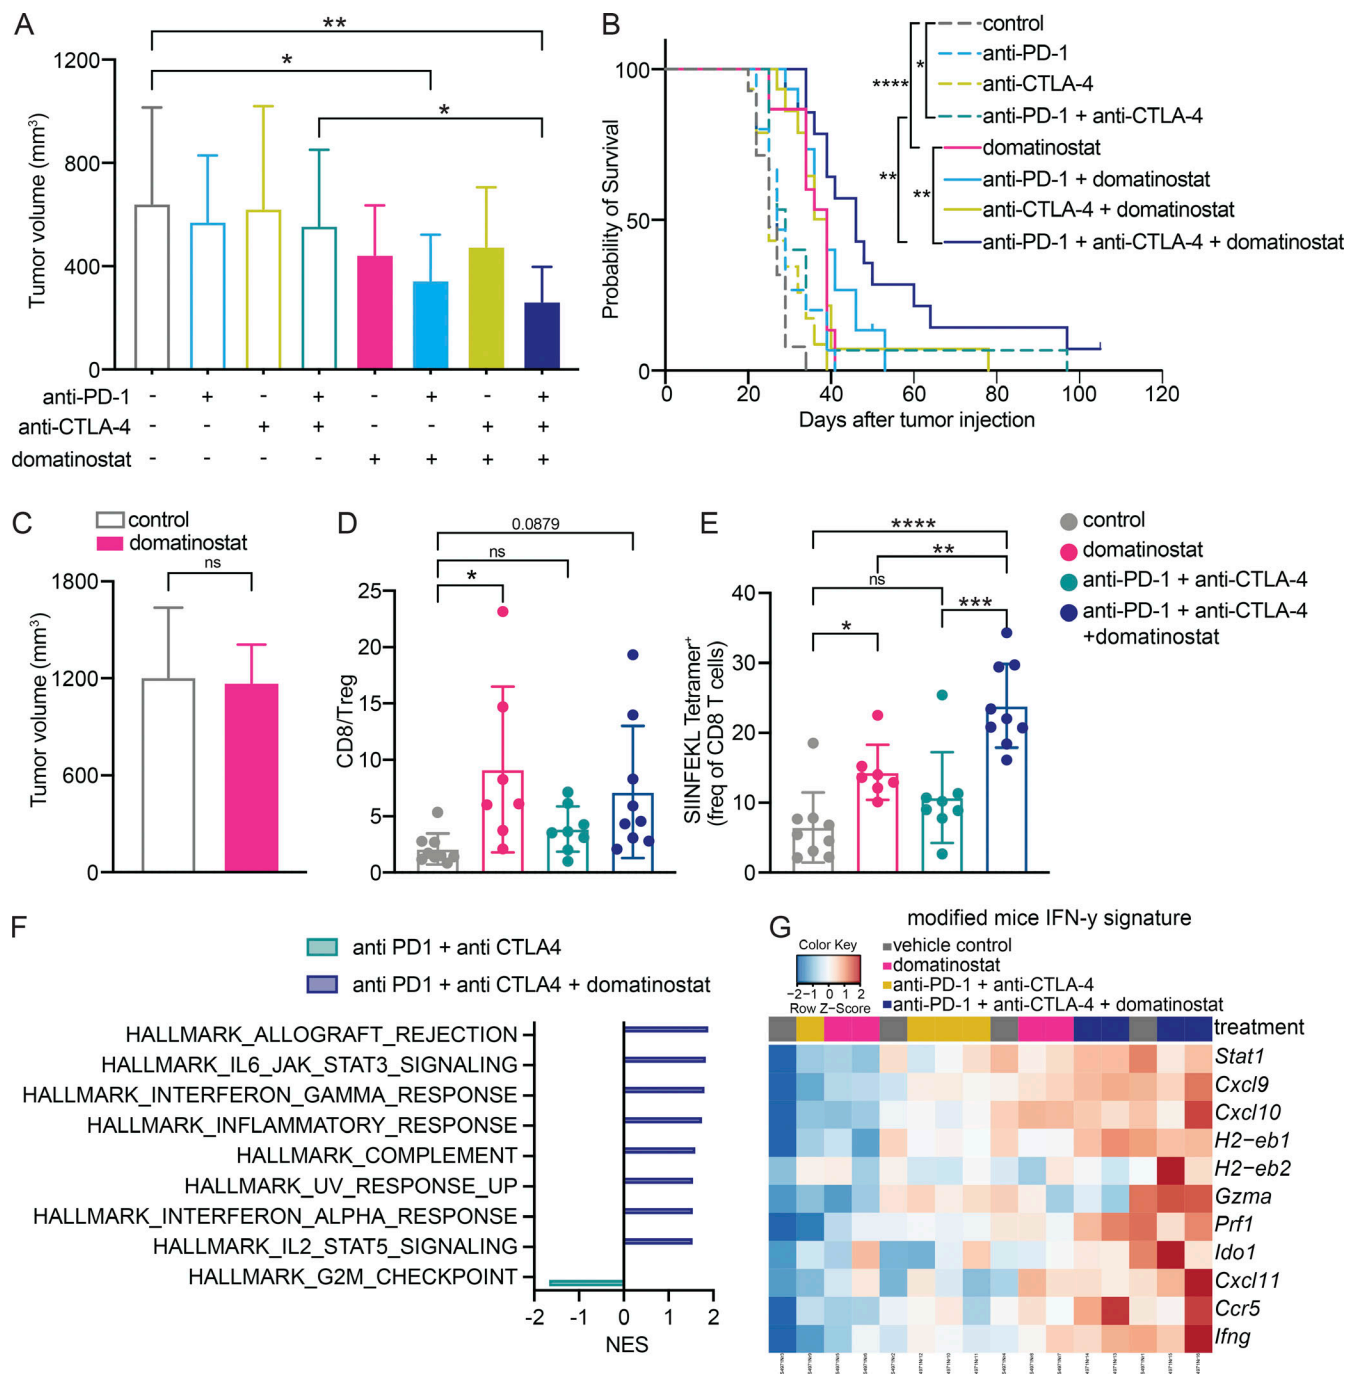 A
**
*
*
1200
800
400
0
Tumor volume (mm³)
anti-PD-1 - + - + - + - +
anti-CTLA-4 - - + + - - + +
domatinostat - - - - + + + +
B
100
50
0
Probability of Survival
0 20 40 60 80 100 120
Days after tumor injection
control
anti-PD-1
anti-CTLA-4
anti-PD-1 + anti-CTLA-4
domatinostat
anti-PD-1 + domatinostat
anti-CTLA-4 + domatinostat
anti-PD-1 + anti-CTLA-4 + domatinostat
*
****
**
**
C
control
domatinostat
ns
1800
1200
600
0
Tumor volume (mm³)
D
0.0879
ns
*
25
20
15
10
5
0
CD8/Treg
E
****
**
ns
***
*
40
30
20
10
0
SIINFEKL Tetramer⁺
(freq of CD8 T cells)
control
domatinostat
anti-PD-1 + anti-CTLA-4
anti-PD-1 + anti-CTLA-4
+domatinostat
F
anti PD1 + anti CTLA4
anti PD1 + anti CTLA4 + domatinostat
HALLMARK_ALLOGRAFT_REJECTION
HALLMARK_IL6_JAK_STAT3_SIGNALING
HALLMARK_INTERFERON_GAMMA_RESPONSE
HALLMARK_INFLAMMATORY_RESPONSE
HALLMARK_COMPLEMENT
HALLMARK_UV_RESPONSE_UP
HALLMARK_INTERFERON_ALPHA_RESPONSE
HALLMARK_IL2_STAT5_SIGNALING
HALLMARK_G2M_CHECKPOINT
-2 -1 0 1 2
NES
G
modified mice IFN-y signature
Color Key
−2 −1 0 1 2
Row Z−Score
vehicle control
domatinostat
anti-PD-1 + anti-CTLA-4
anti-PD-1 + anti-CTLA-4 + domatinostat
treatment
Stat1
Cxcl9
Cxcl10
H2−eb1
H2−eb2
Gzma
Prf1
Ido1
Cxcl11
Ccr5
Ifng